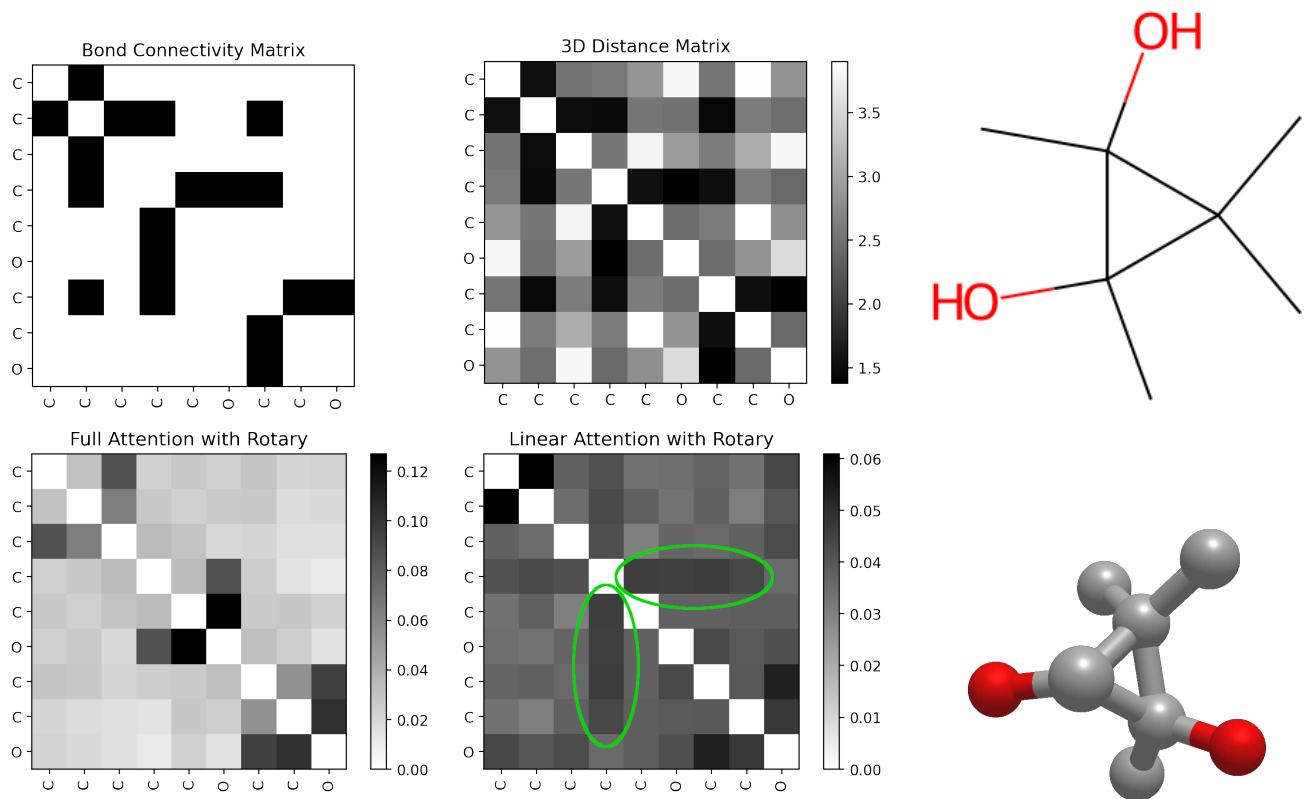 Bond Connectivity Matrix
C
C
C
C
C
O
C
C
O
C C C C C O C C O
3D Distance Matrix
C
C
C
C
C
O
C
C
O
C C C C C O C C O
3.5
3.0
2.5
2.0
1.5
OH
HO
Full Attention with Rotary
C
C
C
C
C
O
C
C
O
C C C C C O C C O
0.12
0.10
0.08
0.06
0.04
0.02
0.00
Linear Attention with Rotary
C
C
C
C
C
O
C
C
O
C C C C C O C C O
0.06
0.05
0.04
0.03
0.02
0.01
0.00